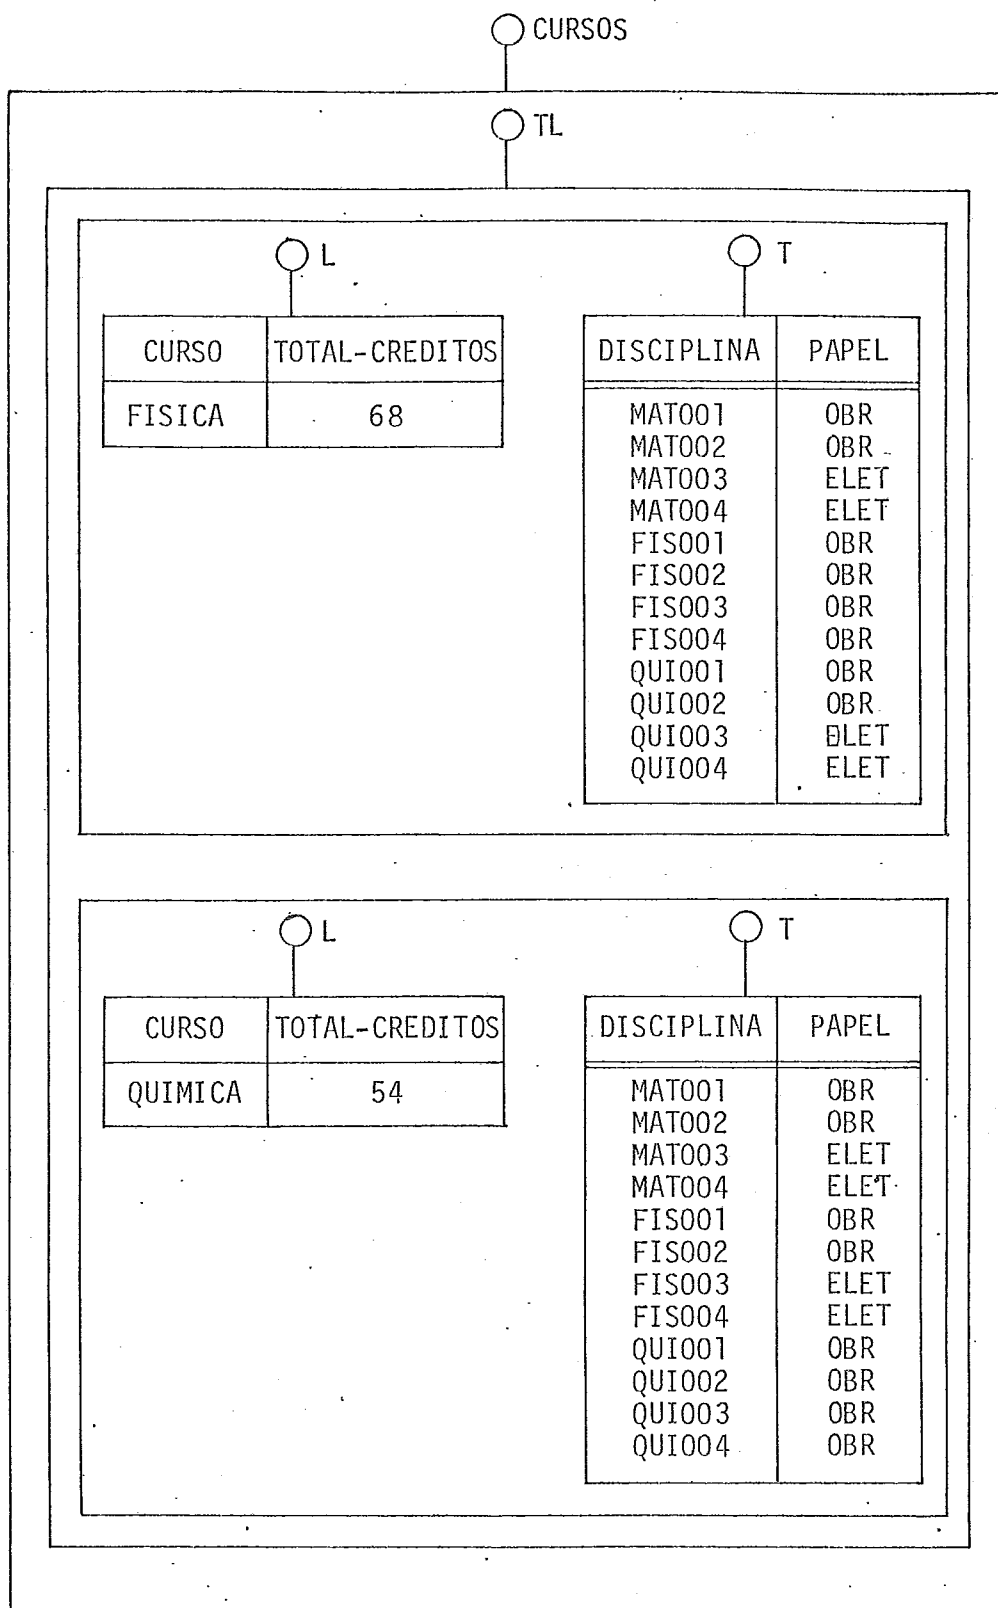 CURSOS
TL
L
T
CURSO TOTAL-CREDITOS
FISICA 68
DISCIPLINA PAPEL
MAT001 OBR
MAT002 OBR
MAT003 ELET
MAT004 ELET
FIS001 OBR
FIS002 OBR
FIS003 OBR
FIS004 OBR
QUI001 OBR
QUI002 OBR
QUI003 ELET
QUI004 ELET
L
T
CURSO TOTAL-CREDITOS
QUIMICA 54
DISCIPLINA PAPEL
MAT001 OBR
MAT002 OBR
MAT003 ELET
MAT004 ELET
FIS001 OBR
FIS002 OBR
FIS003 ELET
FIS004 ELET
QUI001 OBR
QUI002 OBR
QUI003 OBR
QUI004 OBR